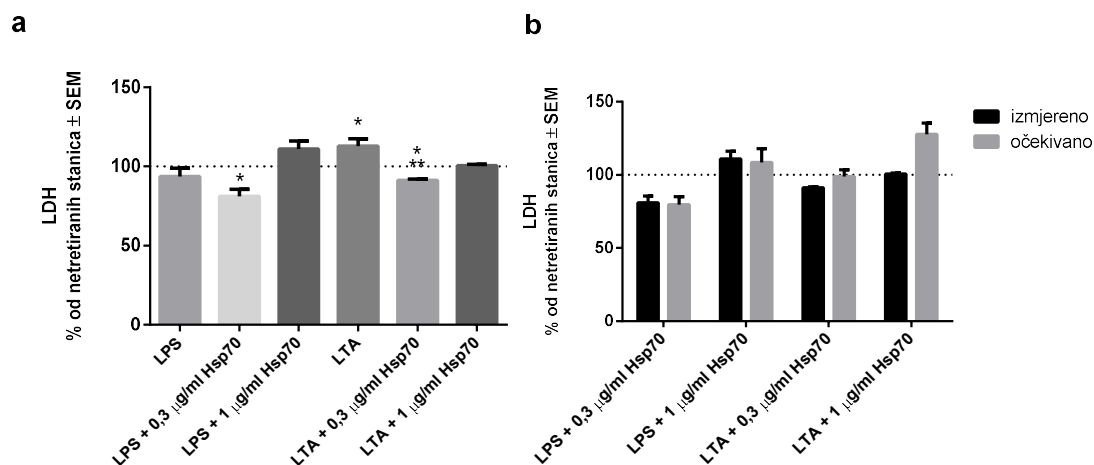 a
LDH
% od netretiranih stanica ± SEM
150
100
50
0
*
*
*
**
LPS
LPS + 0,3 µg/ml Hsp70
LPS + 1 µg/ml Hsp70
LTA
LTA + 0,3 µg/ml Hsp70
LTA + 1 µg/ml Hsp70
b
LDH
% od netretiranih stanica ± SEM
150
100
50
0
LPS + 0,3 µg/ml Hsp70
LPS + 1 µg/ml Hsp70
LTA + 0,3 µg/ml Hsp70
LTA + 1 µg/ml Hsp70
izmjereno
očekivano